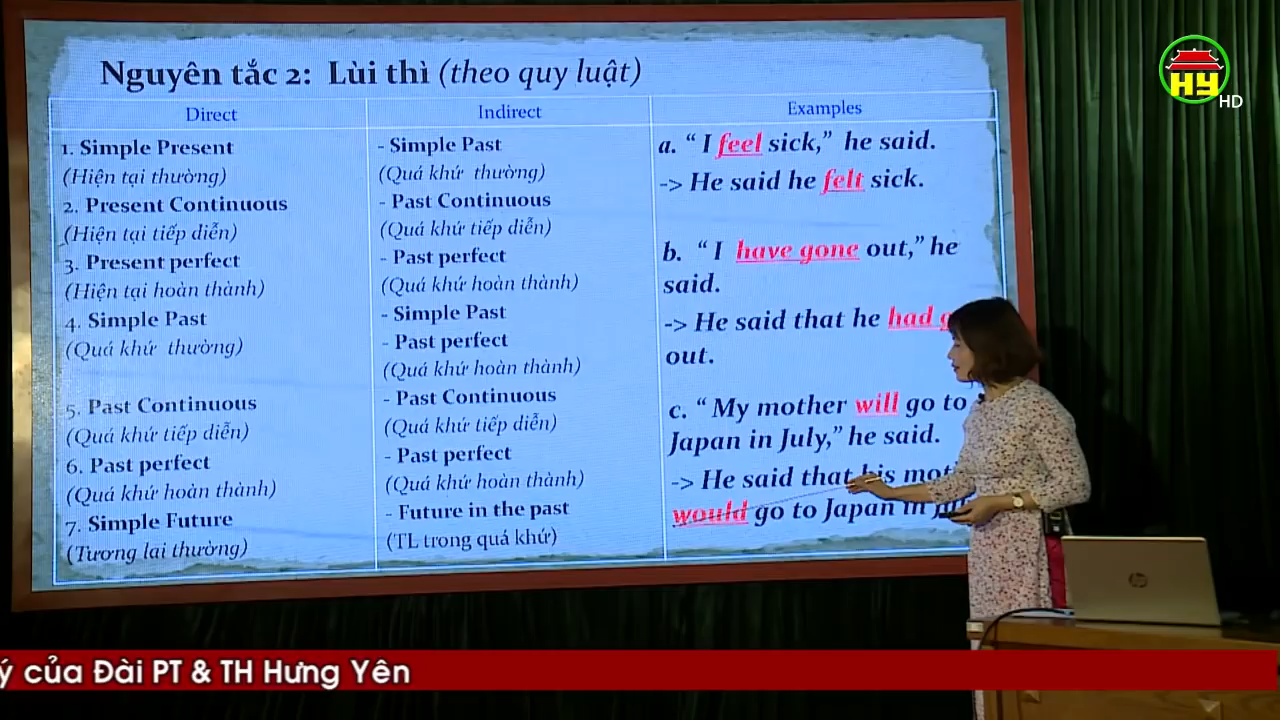 Nguyên tắc 2: Lùi thì (theo quy luật)
Direct
Indirect
Examples
1. Simple Present
(Hiện tại thường)
2. Present Continuous
(Hiện tại tiếp diễn)
3. Present perfect
(Hiện tại hoàn thành)
4. Simple Past
(Quá khứ thường)
5. Past Continuous
(Quá khứ tiếp diễn)
6. Past perfect
(Quá khứ hoàn thành)
7. Simple Future
(Tương lai thường)
- Simple Past
(Quá khứ thường)
- Past Continuous
(Quá khứ tiếp diễn)
- Past perfect
(Quá khứ hoàn thành)
- Simple Past
- Past perfect
(Quá khứ hoàn thành)
- Past Continuous
(Quá khứ tiếp diễn)
- Past perfect
(Quá khứ hoàn thành)
- Future in the past
(TL trong quá khứ)
a. “ I feel sick,” he said.
-> He said he felt sick.
b. “ I have gone out,” he
said.
-> He said that he had
out.
c. “ My mother will go to
Japan in July,” he said.
-> He said that his
would go to Japan in
HY
HD
hp
ý của Đài PT & TH Hưng Yên